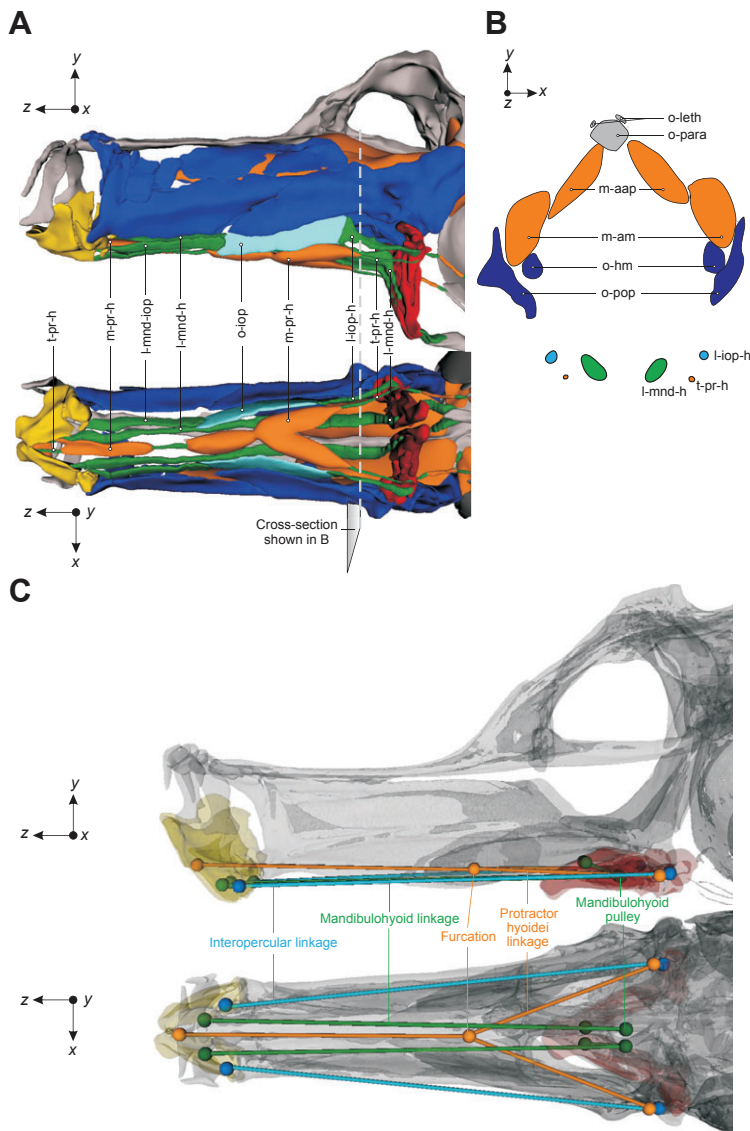 A
y
z
x
t-pr-h
m-pr-h
l-mnd-iop
l-mnd-h
o-iop
m-pr-h
l-iop-h
t-pr-h
l-mnd-h
z
y
x
Cross-section
shown in B
B
y
z
x
o-leth
o-para
m-aap
m-am
o-hm
o-pop
l-iop-h
l-mnd-h
t-pr-h
C
y
z
x
Interopercular linkage
Mandibulohyoid linkage
Furcation
Protractor
hyoidei
linkage
Mandibulohyoid
pulley
z
y
x